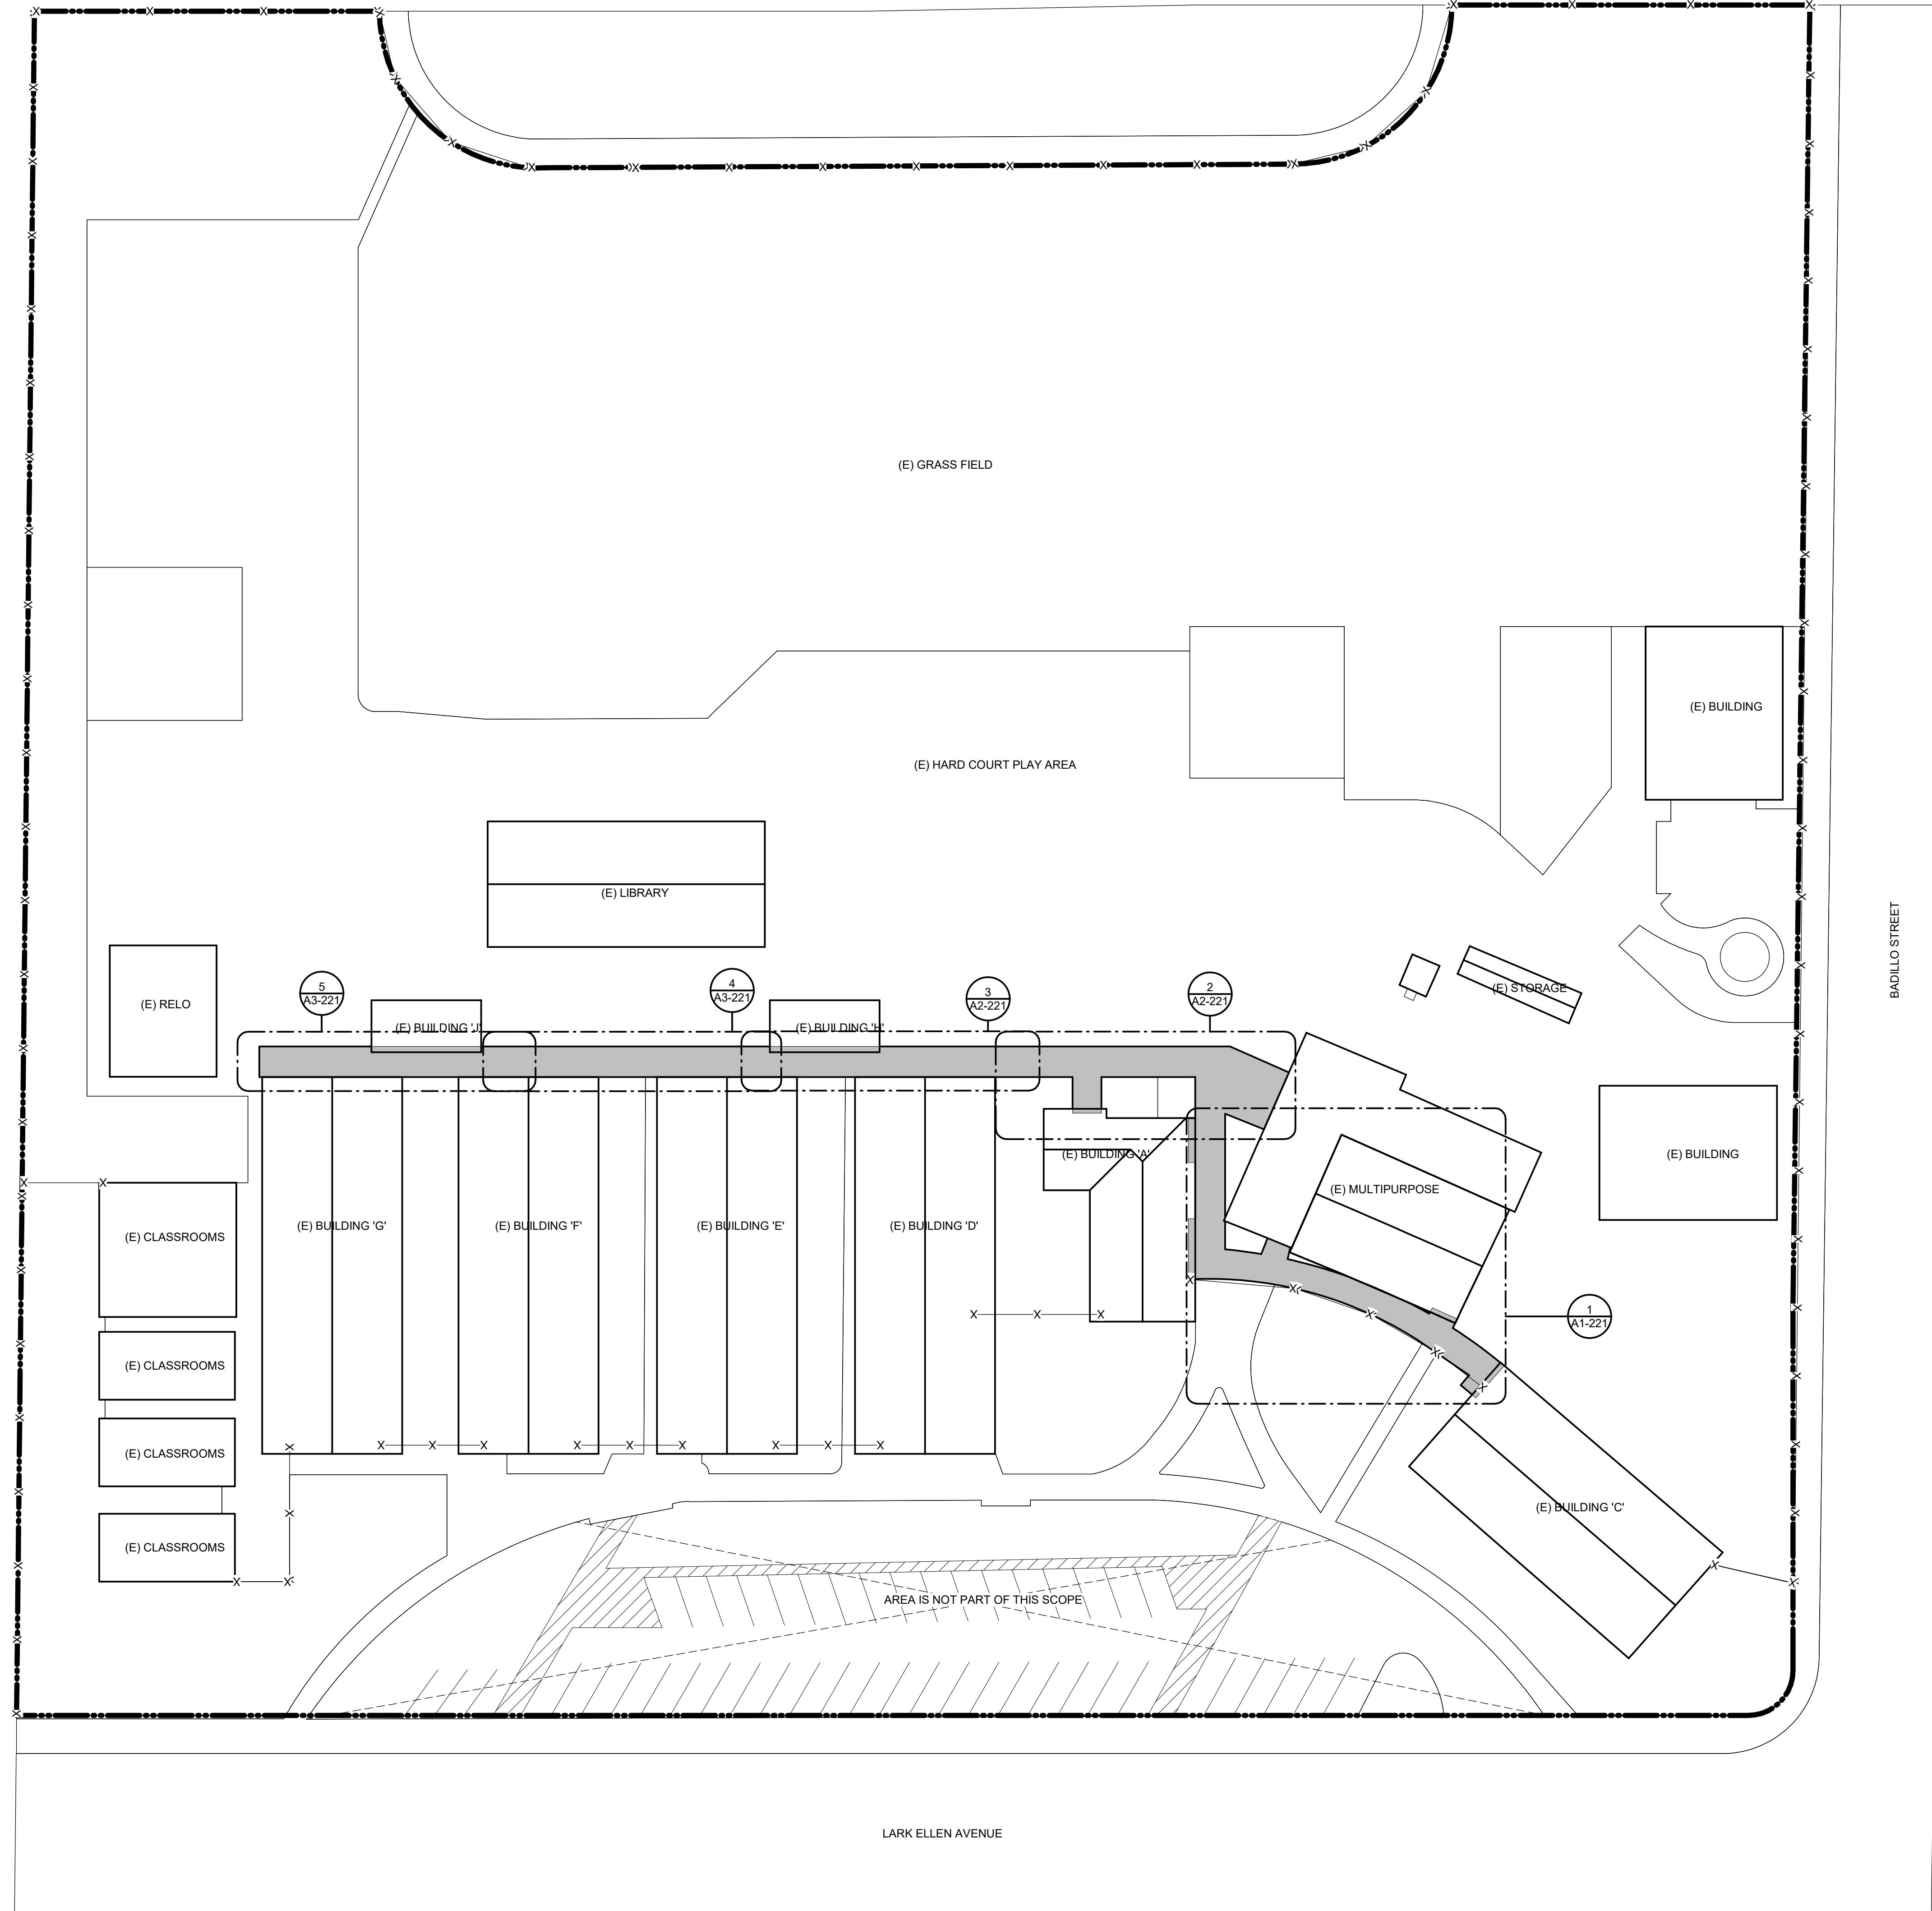 (E) GRASS FIELD
(E) BUILDING
(E) HARD COURT PLAY AREA
(E) LIBRARY
BADILLO STREET
(E) RELO
5
A3-221
4
A3-221
3
A2-221
2
A2-221
(E) STORAGE
(E) BUILDING 'J'
(E) BUILDING 'H'
(E) BUILDING 'A'
(E) BUILDING
(E) MULTIPURPOSE
(E) CLASSROOMS
(E) BUILDING 'G'
(E) BUILDING 'F'
(E) BUILDING 'E'
(E) BUILDING 'D'
1
A1-221
(E) CLASSROOMS
(E) CLASSROOMS
(E) BUILDING 'C'
(E) CLASSROOMS
AREA IS NOT PART OF THIS SCOPE
LARK ELLEN AVENUE